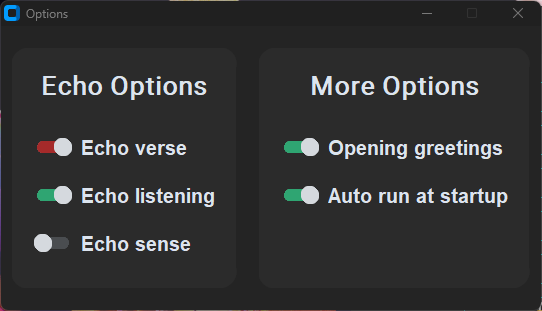 Options
Echo Options
Echo verse
Echo listening
Echo sense
More Options
Opening greetings
Auto run at startup